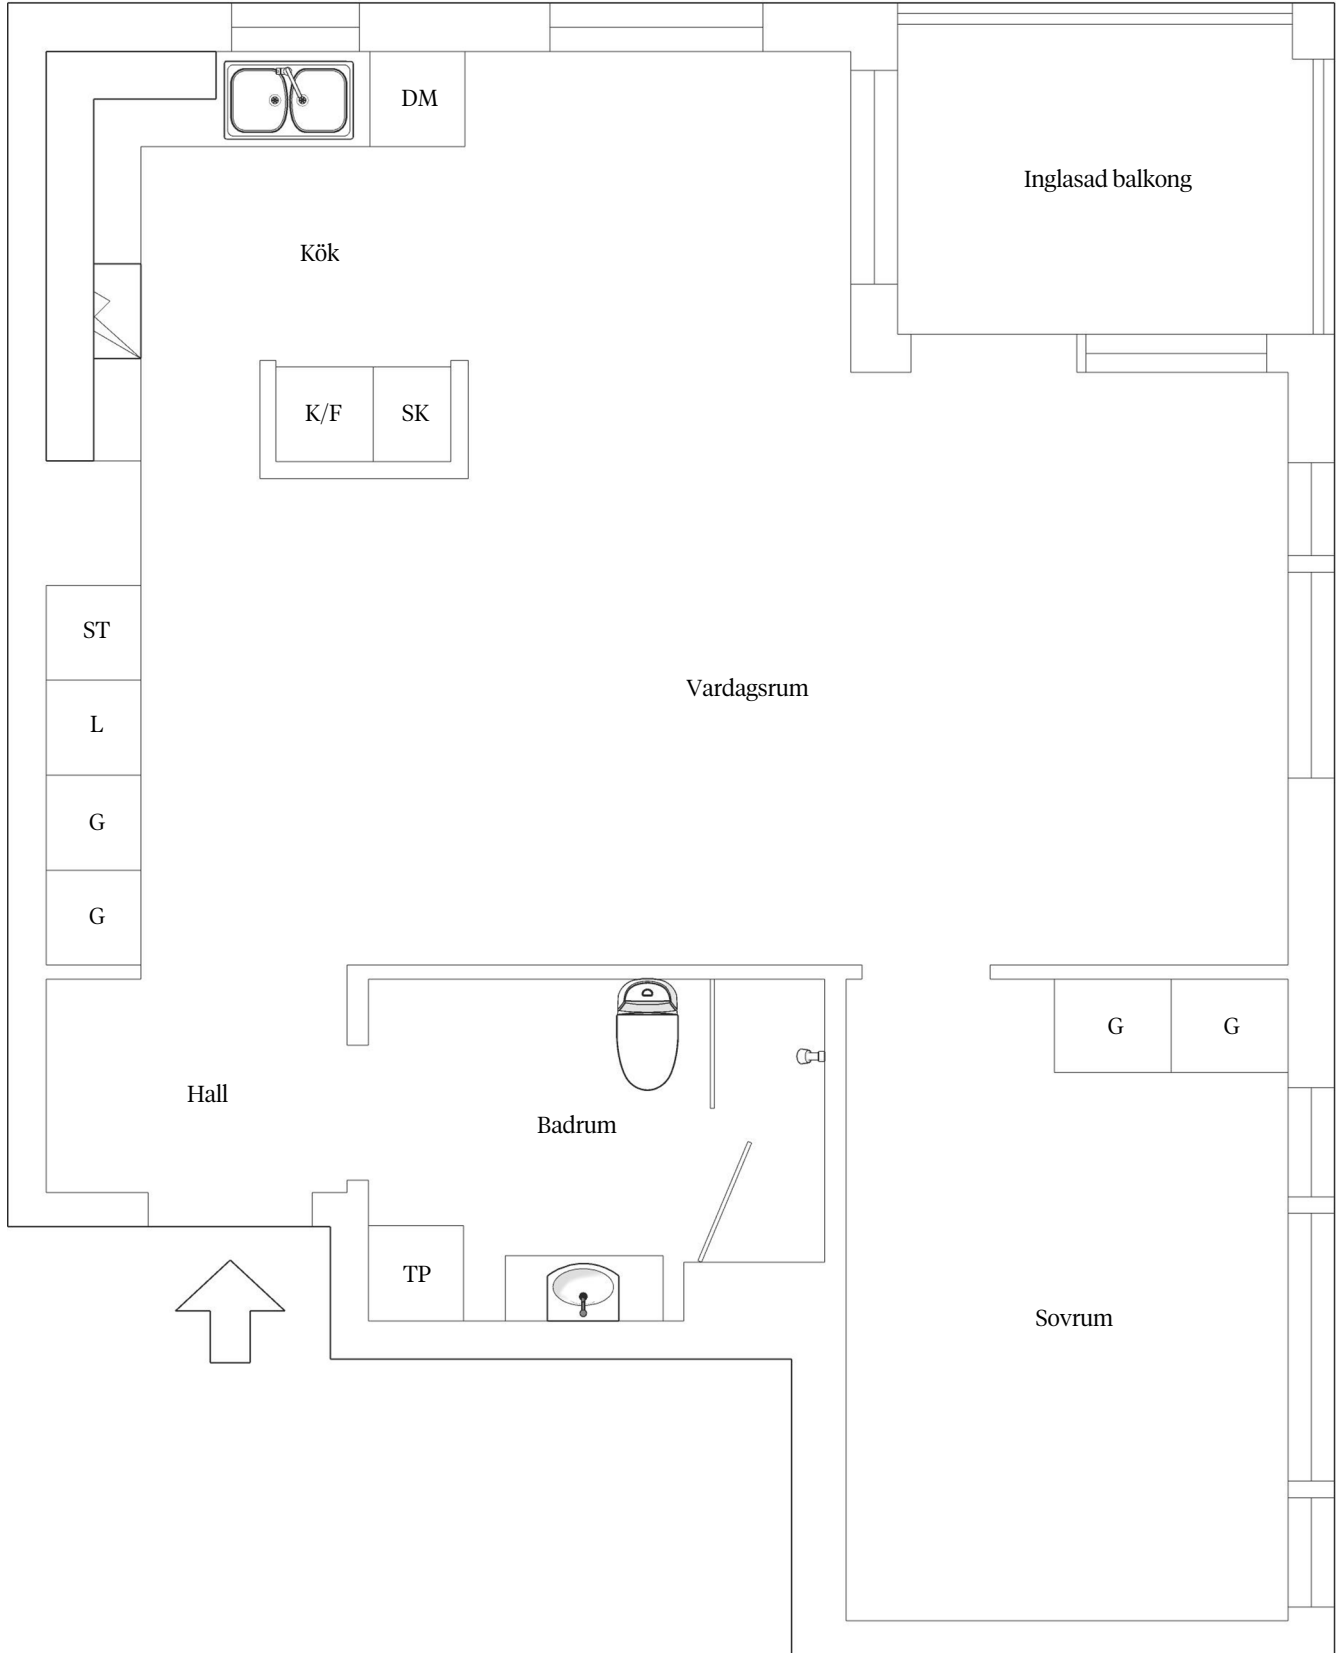 DM
Inglasad balkong
Kök
K/F
SK
ST
Vardagsrum
L
G
G
G
G
Hall
Badrum
TP
Sovrum